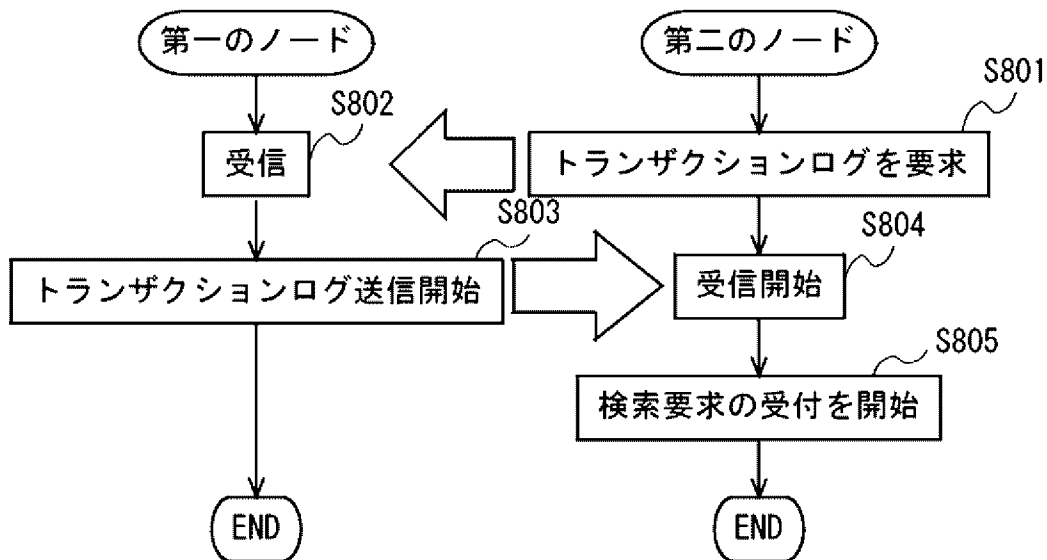 第一のノード
第二のノード
S801
S802
受信
トランザクションログを要求
S803
S804
トランザクションログ送信開始
受信開始
S805
検索要求の受付を開始
END
END